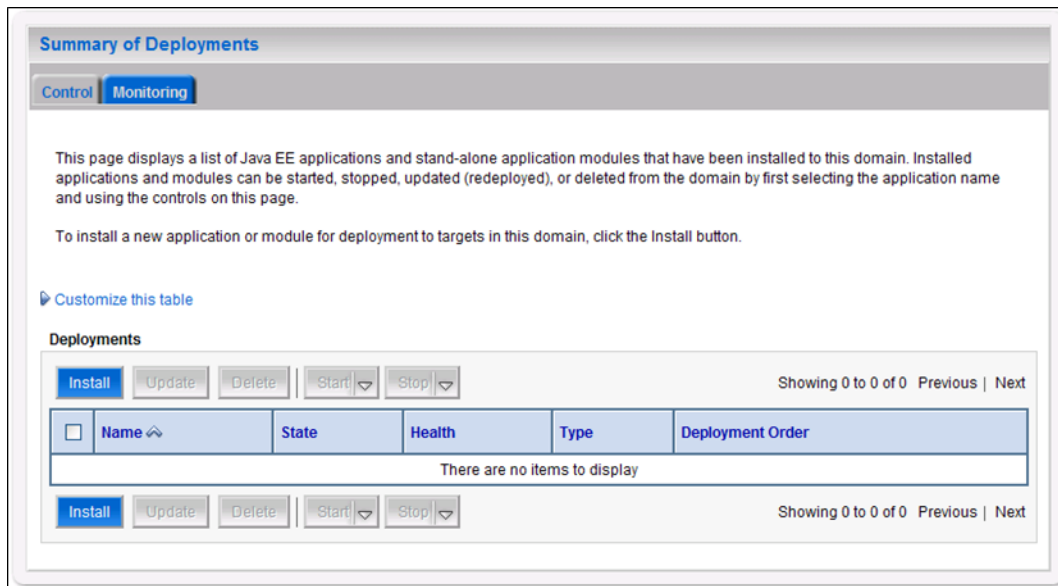 Summary of Deployments
Control Monitoring
This page displays a list of Java EE applications and stand-alone application modules that have been installed to this domain. Installed
applications and modules can be started, stopped, updated (redeployed), or deleted from the domain by first selecting the application name
and using the controls on this page.
To install a new application or module for deployment to targets in this domain, click the Install button.
Customize this table
Deployments
Install Update Delete Start Stop Showing 0 to 0 of 0 Previous | Next
Name State Health Type Deployment Order
There are no items to display
Install Update Delete Start Stop Showing 0 to 0 of 0 Previous | Next